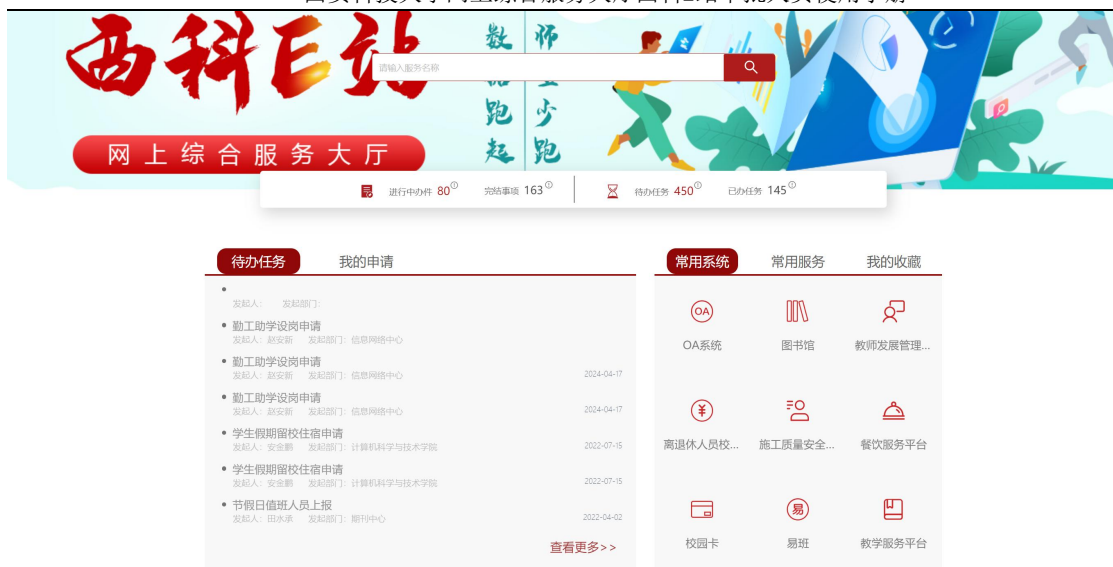 西科E站
网上综合服务大厅
请输入服务名称
进行中办件 80
完结事项 163
待办任务 450
已办任务 145
待办任务 我的申请
发起人： 发起部门：
勤工助学设岗申请
发起人：赵安新 发起部门：信息网络中心
勤工助学设岗申请
发起人：赵安新 发起部门：信息网络中心 2024-04-17
勤工助学设岗申请
发起人：赵安新 发起部门：信息网络中心 2024-04-17
学生假期留校住宿申请
发起人：安金鹏 发起部门：计算机科学与技术学院 2022-07-15
学生假期留校住宿申请
发起人：安金鹏 发起部门：计算机科学与技术学院 2022-07-15
节假日值班人员上报
发起人：田水承 发起部门：期刊中心 2022-04-02
查看更多>>
常用系统 常用服务 我的收藏
OA
OA系统 图书馆 教师发展管理...
离退休人员校... 施工质量安全... 餐饮服务平台
易
校园卡 易班 教学服务平台